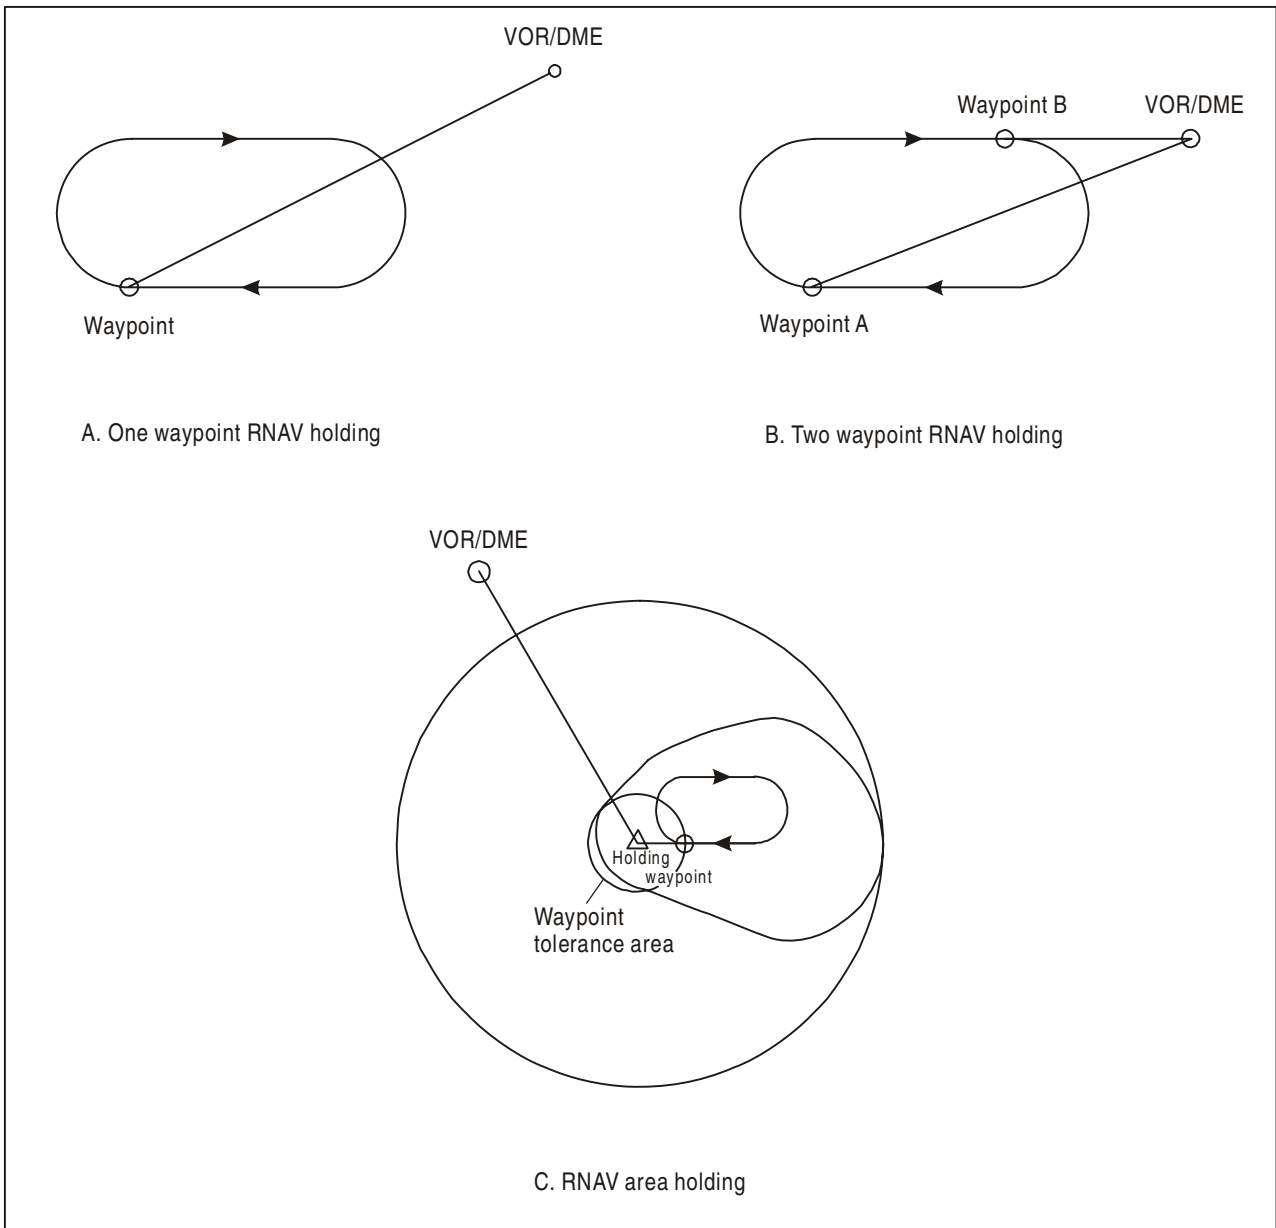 VOR/DME
Waypoint
A. One waypoint RNAV holding
Waypoint B
VOR/DME
Waypoint A
B. Two waypoint RNAV holding
VOR/DME
Holding
waypoint
Waypoint
tolerance area
C. RNAV area holding